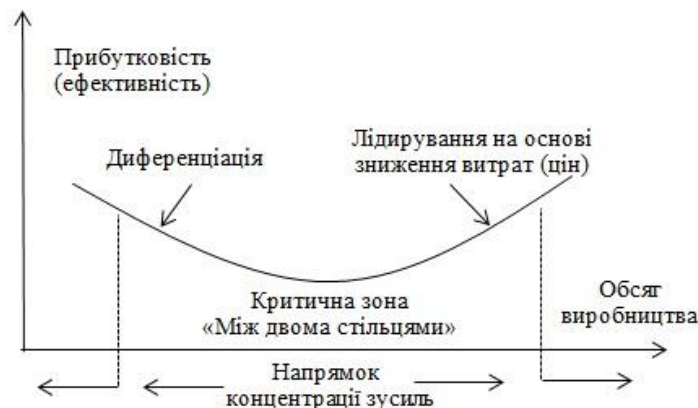 Прибутковість
(ефективність)
Диференціація
Лідирування на основі
зниження витрат (цін)
Критична зона
«Між двома стільцями»
Обсяг
виробництва
Напрямок
концентрації зусиль